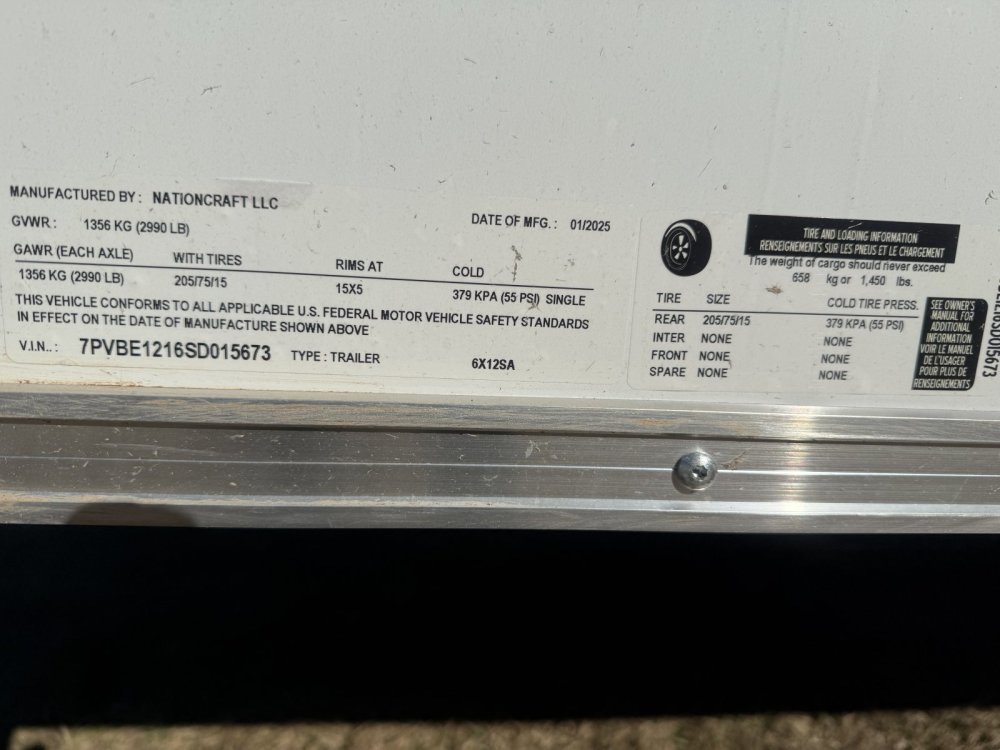 MANUFACTURED BY: NATIONCRAFT LLC
GVWR: 1356 KG (2990 LB) DATE OF MFG.: 01/2025
GAWR (EACH AXLE) WITH TIRES RIMS AT COLD
1356 KG (2990 LB) 205/75/15 15X5 379 KPA (55 PSI) SINGLE
THIS VEHICLE CONFORMS TO ALL APPLICABLE U.S. FEDERAL MOTOR VEHICLE SAFETY STANDARDS
IN EFFECT ON THE DATE OF MANUFACTURE SHOWN ABOVE
V.I.N..: 7PVBE1216SD015673 TYPE: TRAILER 6X12SA
TIRE AND LOADING INFORMATION
RENSEIGNEMENTS SUR LES PNEUS ET LE CHARGEMENT
The weight of cargo should never exceed
658 kg or 1,450 lbs.
TIRE SIZE COLD TIRE PRESS.
REAR 205/75/15 379 KPA (55 PSI)
INTER NONE NONE
FRONT NONE NONE
SPARE NONE NONE
SEE OWNER'S
MANUAL FOR
ADDITIONAL
INFORMATION
VOIR LE MANUEL
DE L'USAGER
POUR PLUS DE
RENSEIGNEMENTS